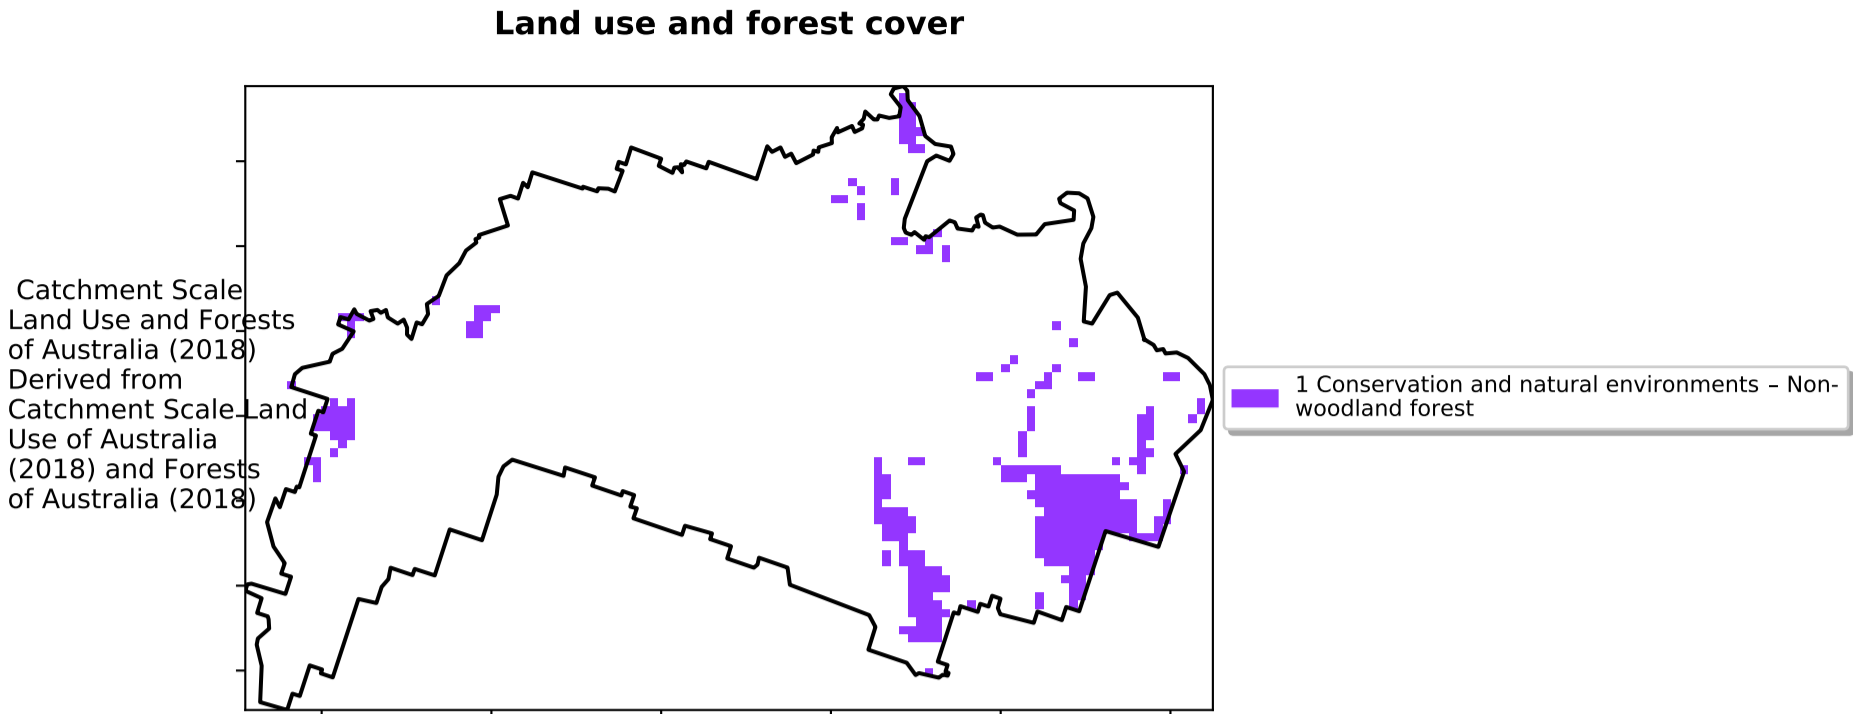 Land use and forest cover
Catchment Scale
Land Use and Forests
of Australia (2018)
Derived from
Catchment Scale Land
Use of Australia
(2018) and Forests
of Australia (2018)
1 Conservation and natural environments – Non-
woodland forest